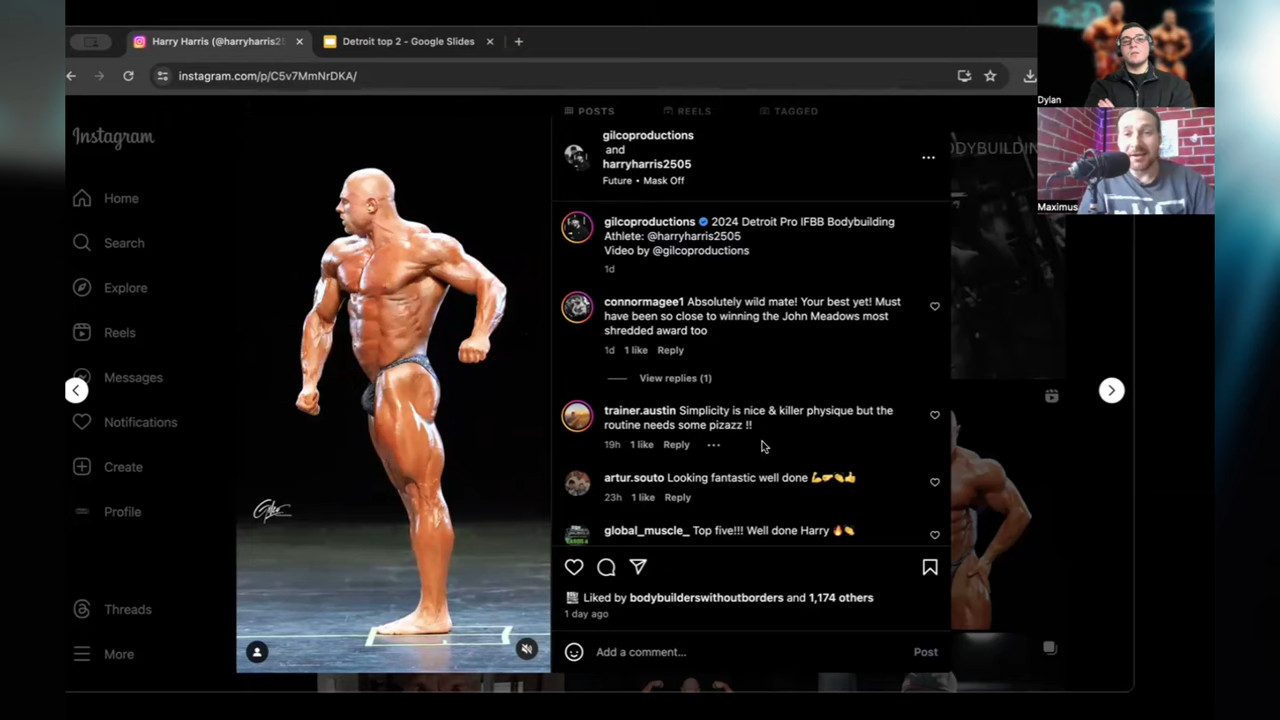 Harry Harris (@harryharris25
Detroit top 2 - Google Slides
instagram.com/p/C5v7MmNrDKA/
Dylan
Maximus
Instagram
Home
Search
Explore
Reels
Messages
Notifications
Create
Profile
Threads
More
POSTS
REELS
TAGGED
ODYBUILDIN
gilcoproductions
and
harryharris2505
Future • Mask Off
gilcoproductions 2024 Detroit Pro IFBB Bodybuilding
Athlete: @harryharris2505
Video by @gilcoproductions
1d
connormagee1 Absolutely wild mate! Your best yet! Must
have been so close to winning the John Meadows most
shredded award too
1d 1 like Reply
View replies (1)
trainer.austin Simplicity is nice & killer physique but the
routine needs some pizazz !!
19h 1 like Reply
artur.souto Looking fantastic well done 💪🤛👏👍
23h 1 like Reply
global_muscle_ Top five!!! Well done Harry 🔥👏
Liked by bodybuilderswithoutborders and 1,174 others
1 day ago
Add a comment...
Post